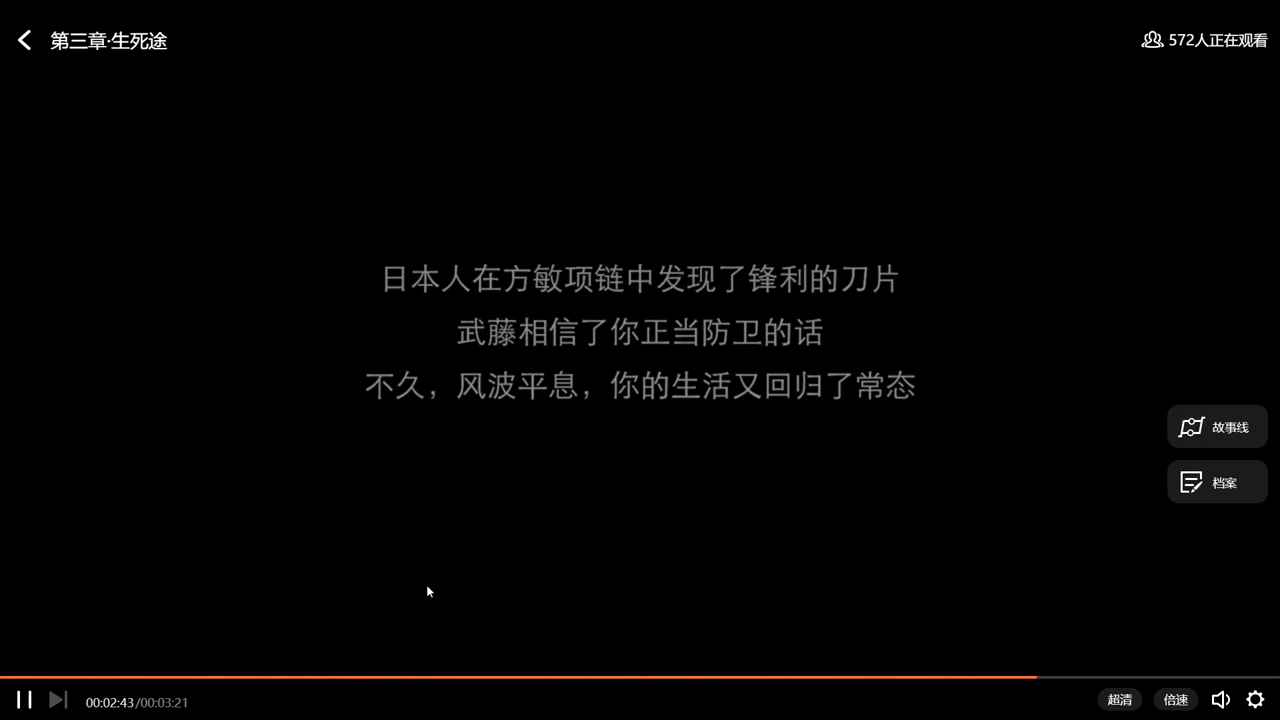 第三章·生死途
572人正在观看
日本人在方敏项链中发现了锋利的刀片
武藤相信了你正当防卫的话
不久，风波平息，你的生活又回归了常态
故事线
档案
00:02:43/00:03:21
超清
倍速